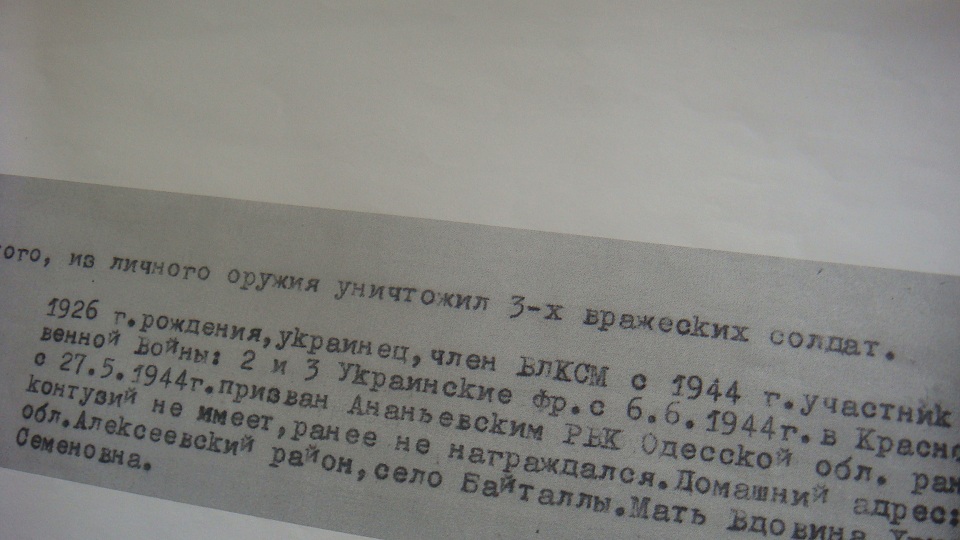 ого, из личного оружия уничтожил 3-х вражеских солдат.
1926 г.рождения,украинец,член ВЛКСМ с 1944 г.участник
венной Войны: 2 и 3 Украинские фр.с 6.6.1944г.в Красно
с 27.5.1944г.призван Ананьевским РВК Одесской обл. ран
контузий не имеет,ранее не награждался.Домашний адрес:
обл.Алексеевский район,село Байталлы.Мать Вдовина
Семеновна.